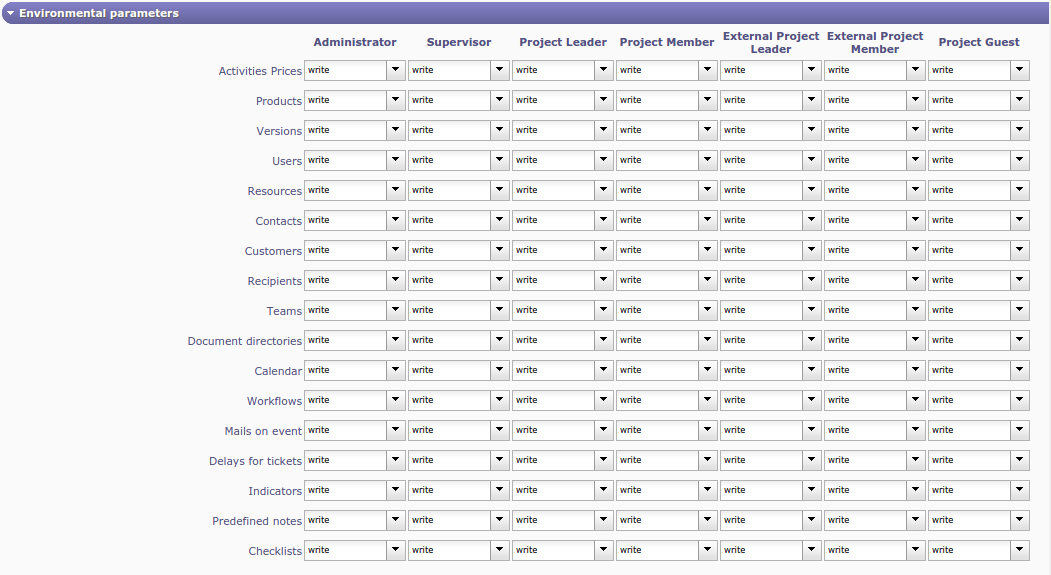 Environmental parameters
Administrator Supervisor Project Leader Project Member External Project Leader External Project Member Project Guest
Activities Prices write write write write write write write
Products write write write write write write write
Versions write write write write write write write
Users write write write write write write write
Resources write write write write write write write
Contacts write write write write write write write
Customers write write write write write write write
Recipients write write write write write write write
Teams write write write write write write write
Document directories write write write write write write write
Calendar write write write write write write write
Workflows write write write write write write write
Mails on event write write write write write write write
Delays for tickets write write write write write write write
Indicators write write write write write write write
Predefined notes write write write write write write write
Checklists write write write write write write write